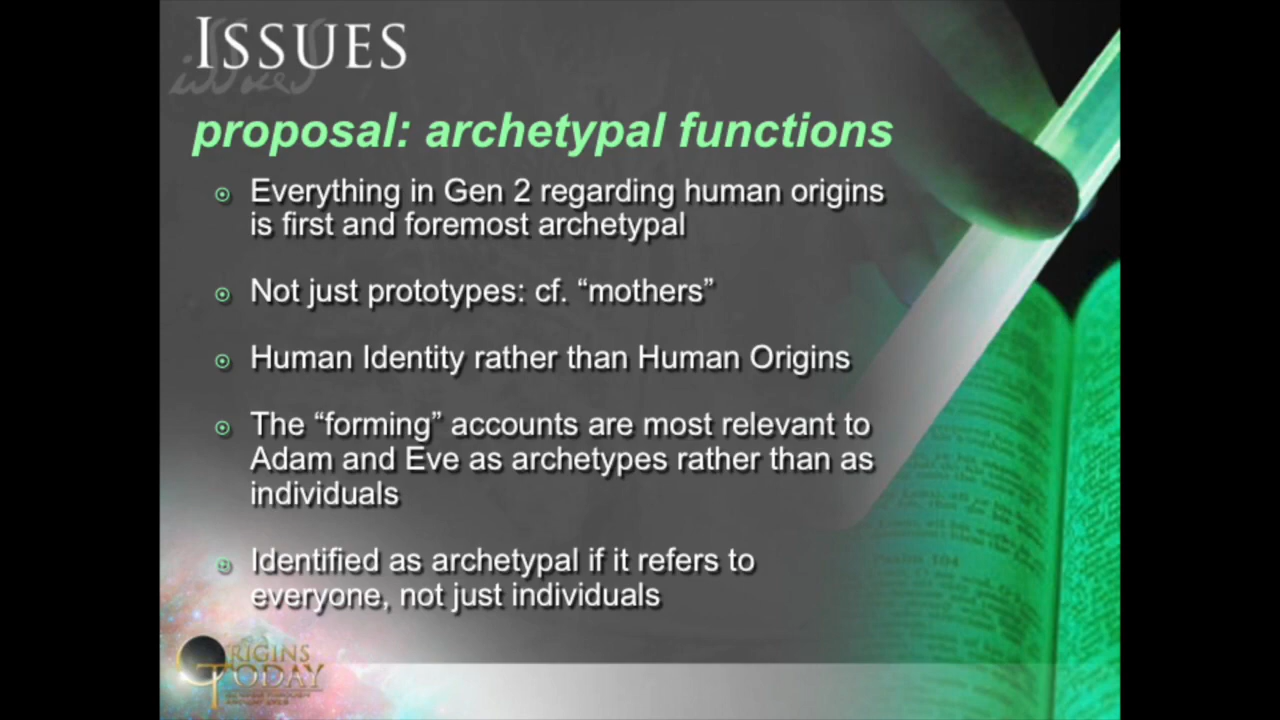 ISSUES
proposal: archetypal functions
Everything in Gen 2 regarding human origins
is first and foremost archetypal
Not just prototypes: cf. “mothers”
Human Identity rather than Human Origins
The “forming” accounts are most relevant to
Adam and Eve as archetypes rather than as
individuals
Identified as archetypal if it refers to
everyone, not just individuals
ORIGINS
TODAY
Psalm 104